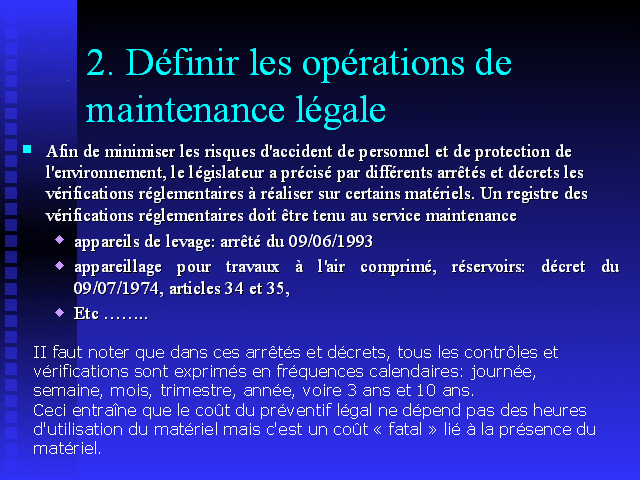 2. Définir les opérations de
maintenance légale
Afin de minimiser les risques d'accident de personnel et de protection de
l'environnement, le législateur a précisé par différents arrêtés et décrets les
vérifications réglementaires à réaliser sur certains matériels. Un registre des
vérifications réglementaires doit être tenu au service maintenance
appareils de levage: arrêté du 09/06/1993
appareillage pour travaux à l'air comprimé, réservoirs: décret du
09/07/1974, articles 34 et 35,
Etc ……..
II faut noter que dans ces arrêtés et décrets, tous les contrôles et
vérifications sont exprimés en fréquences calendaires: journée,
semaine, mois, trimestre, année, voire 3 ans et 10 ans.
Ceci entraîne que le coût du préventif légal ne dépend pas des heures
d'utilisation du matériel mais c'est un coût « fatal » lié à la présence du
matériel.